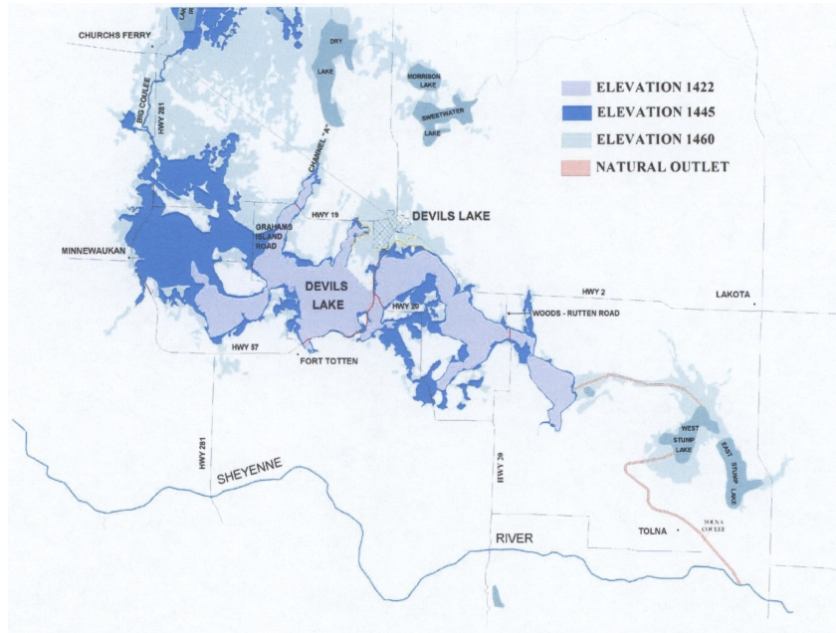 DRY
LAKE
CHURCHS FERRY
MORRISON
LAKE
SWEETWATER
LAKE
BIG COULEE
HWY 281
CHANNEL "A"
ELEVATION 1422
ELEVATION 1445
ELEVATION 1460
NATURAL OUTLET
HWY 19
DEVILS LAKE
GRAHAMS
ISLAND
ROAD
MINNEWAUKAN
DEVILS
LAKE
HWY 20
HWY 2
LAKOTA
WOODS - RUTTEN ROAD
HWY 57
FORT TOTTEN
WEST
STUMP
LAKE
EAST STUMP LAKE
HWY 281
HWY 20
SHEYENNE
RIVER
TOLNA
TOLNA
COULEE